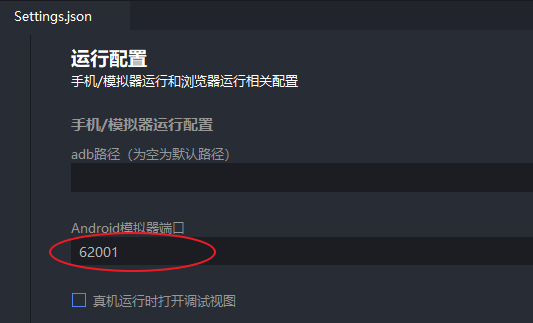 Settings.json
运行配置
手机/模拟器运行和浏览器运行相关配置
手机/模拟器运行配置
adb路径（为空为默认路径）
Android模拟器端口
62001
真机运行时打开调试视图